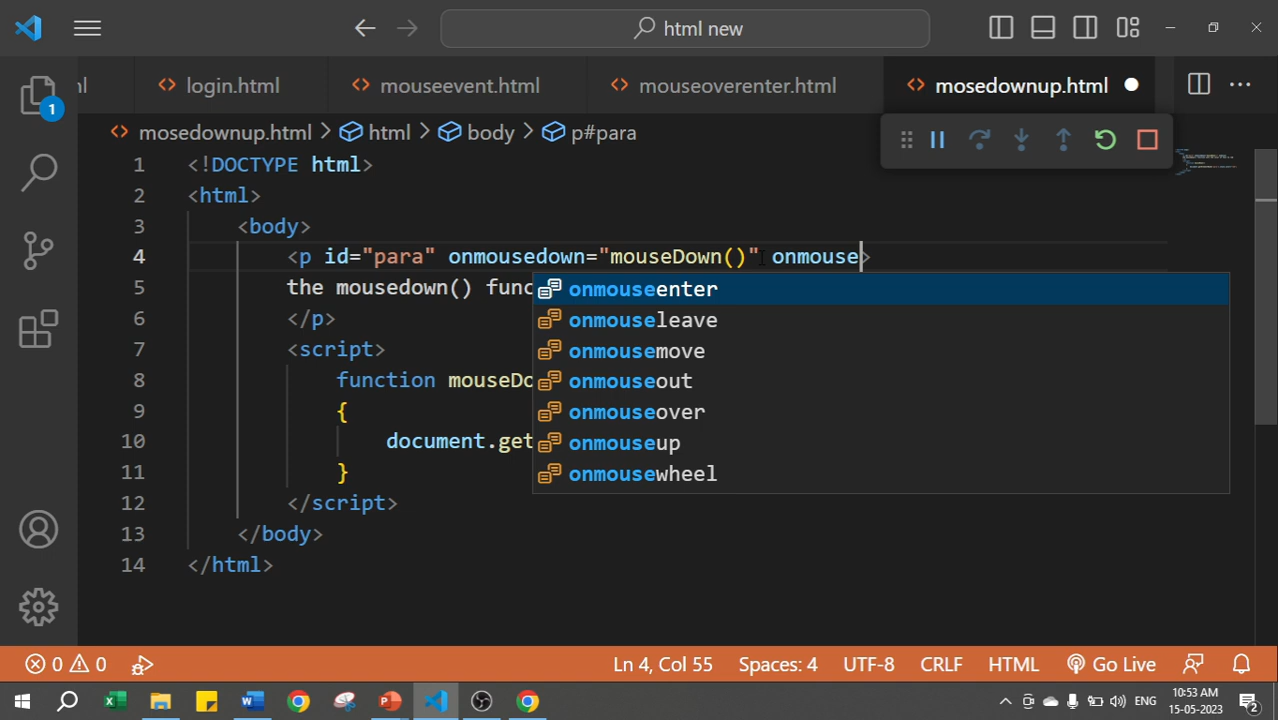 html new
ml
login.html
mouseevent.html
mouseoverenter.html
mosedownup.html
mosedownup.html > html > body > p#para
1 <!DOCTYPE html>
2 <html>
3 <body>
4 <p id="para" onmousedown="mouseDown()" onmouse>
5 the mousedown() func
6 </p>
7 <script>
8 function mouseDo
9 {
10 document.get
11 }
12 </script>
13 </body>
14 </html>
onmouseenter
onmouseleave
onmousemove
onmouseout
onmouseover
onmouseup
onmousewheel
1
0 0 Ln 4, Col 55 Spaces: 4 UTF-8 CRLF HTML Go Live
ENG
10:53 AM
15-05-2023
2